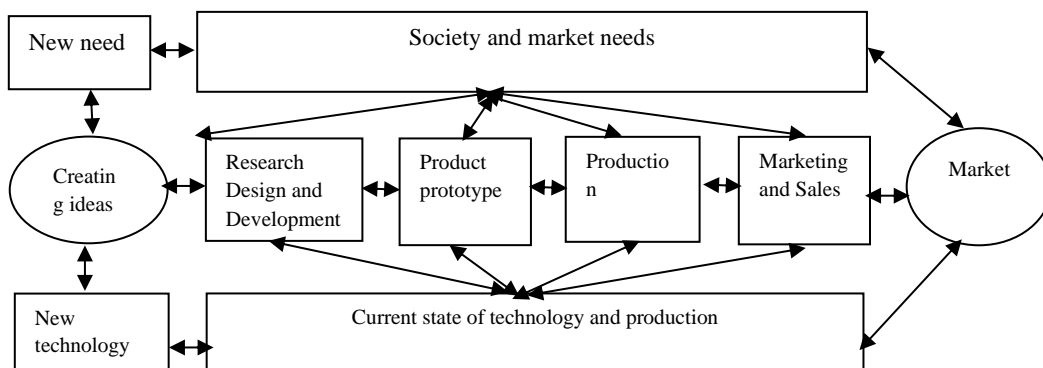 New need
Society and market needs
Creatin
g ideas
Research
Design and
Development
Product
prototype
Productio
n
Marketing
and Sales
Market
New
technology
Current state of technology and production